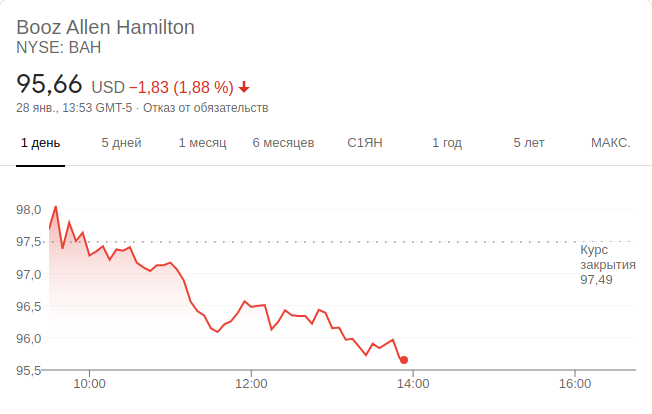 Booz Allen Hamilton
NYSE: BAH
95,66 USD −1,83 (1,88 %)
28 янв., 13:53 GMT-5 · Отказ от обязательств
1 день 5 дней 1 месяц 6 месяцев С1ЯН 1 год 5 лет МАКС.
98,0
97,5
Курс
закрытия
97,49
97,0
96,5
96,0
95,5
10:00 12:00 14:00 16:00